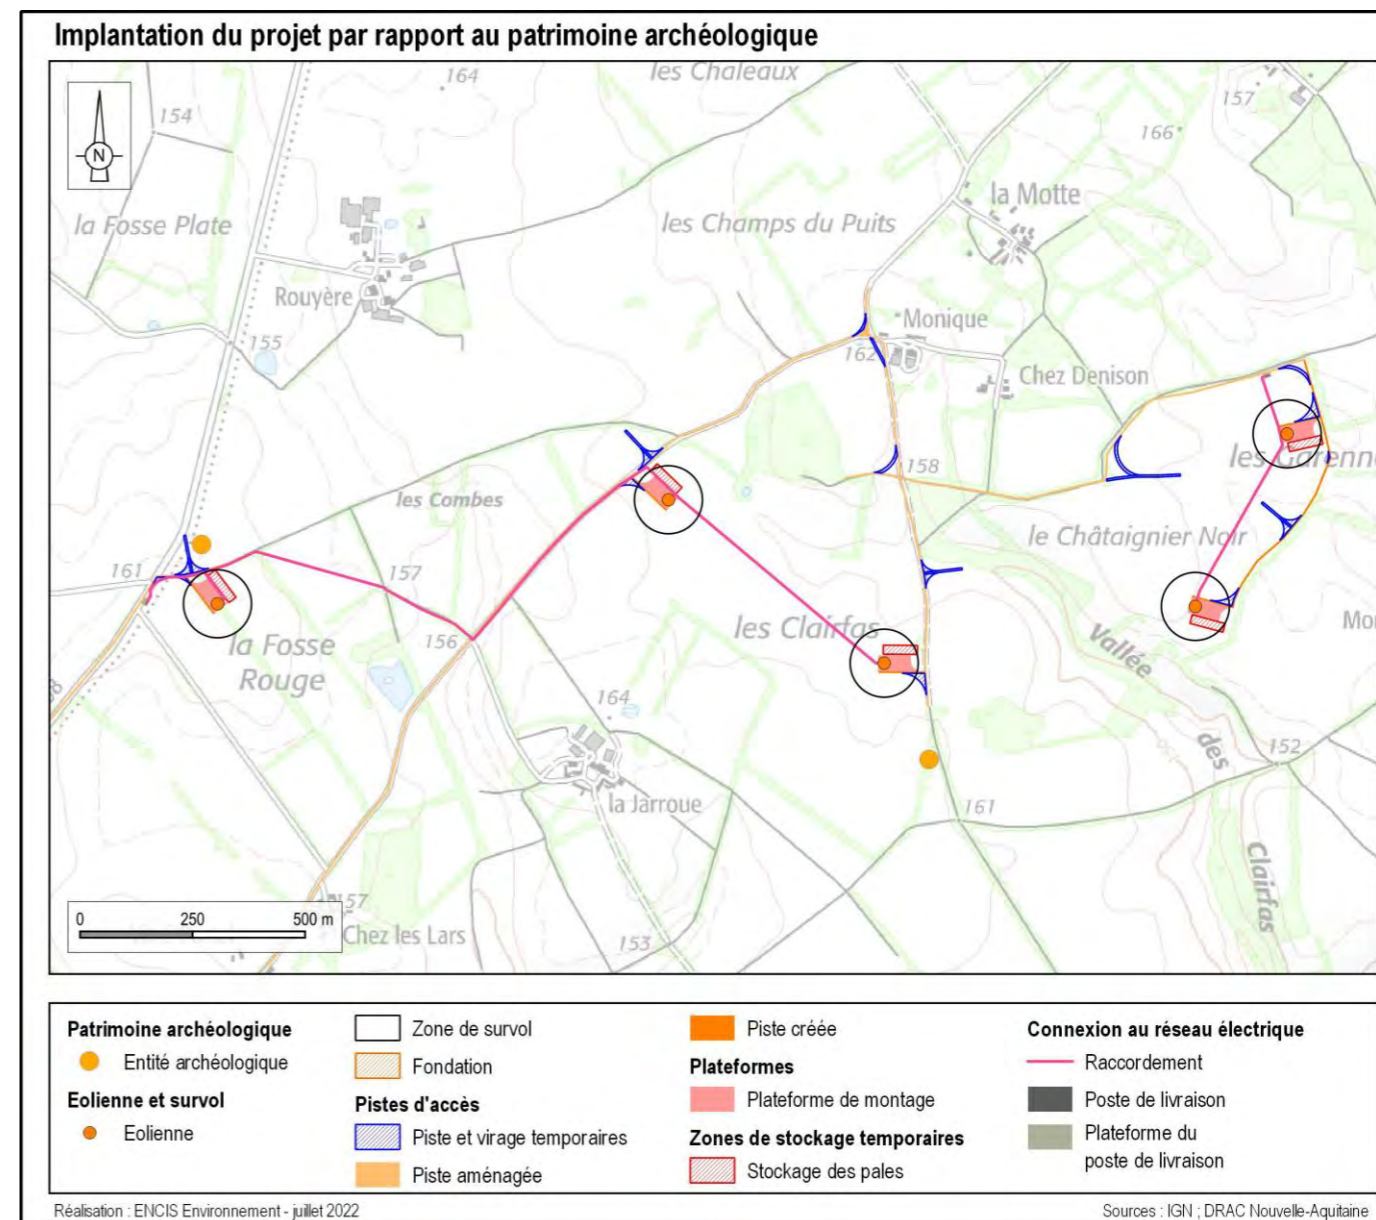 Implantation du projet par rapport au patrimoine archéologique
les Chaleaux
164
154
157
166
N
la Motte
la Fosse Plate
les Champs du Puits
Rouyère
Monique
155
162
Chez Denison
les Garenn
158
les Combes
le Châtaignier Noir
161
157
les Clairfas
156
la Fosse
Rouge
Vallée
Mo
164
des
152
la Jarroue
161
Clairfas
157
0 250 500 m
Chez les Lars
153
Patrimoine archéologique
Entité archéologique
Eolienne et survol
Eolienne
Zone de survol
Fondation
Pistes d'accès
Piste et virage temporaires
Piste aménagée
Piste créée
Plateformes
Plateforme de montage
Zones de stockage temporaires
Stockage des pales
Connexion au réseau électrique
Raccordement
Poste de livraison
Plateforme du
poste de livraison
Réalisation : ENCIS Environnement - juillet 2022
Sources : IGN ; DRAC Nouvelle-Aquitaine